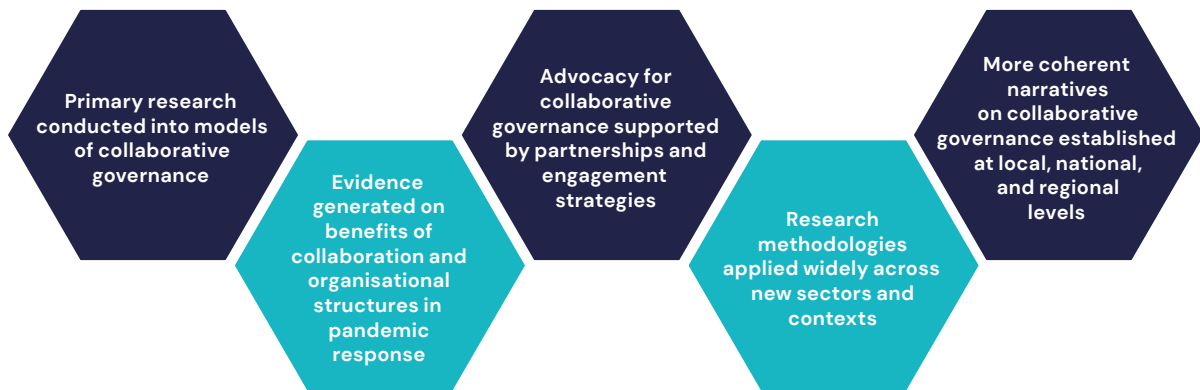 Primary research
conducted into models
of collaborative
governance
Evidence
generated on
benefits of
collaboration and
organisational
structures in
pandemic
response
Advocacy for
collaborative
governance supported
by partnerships and
engagement
strategies
Research
methodologies
applied widely across
new sectors and
contexts
More coherent
narratives
on collaborative
governance established
at local, national,
and regional
levels